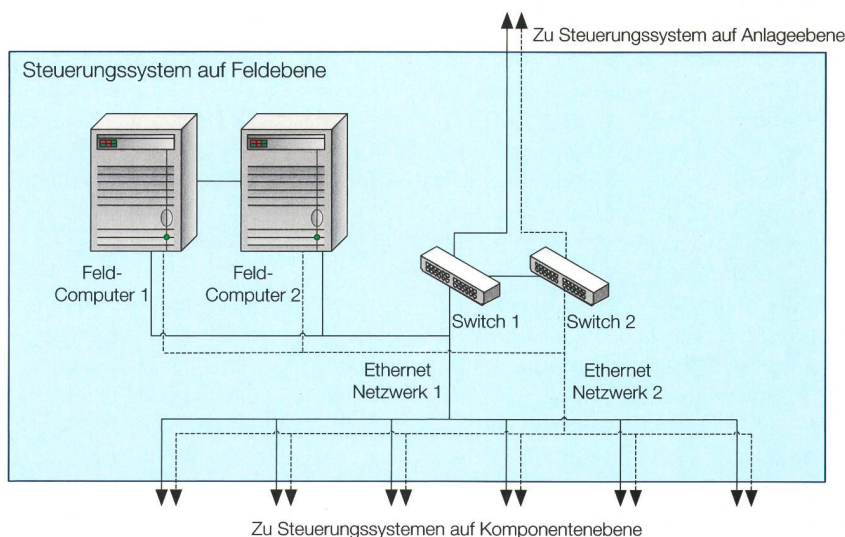 Zu Steuerungssystem auf Anlageebene
Steuerungssystem auf Feldebene
Feld-
Computer 1
Feld-
Computer 2
Switch 1
Switch 2
Ethernet
Netzwerk 1
Ethernet
Netzwerk 2
Zu Steuerungssystemen auf Komponentenebene